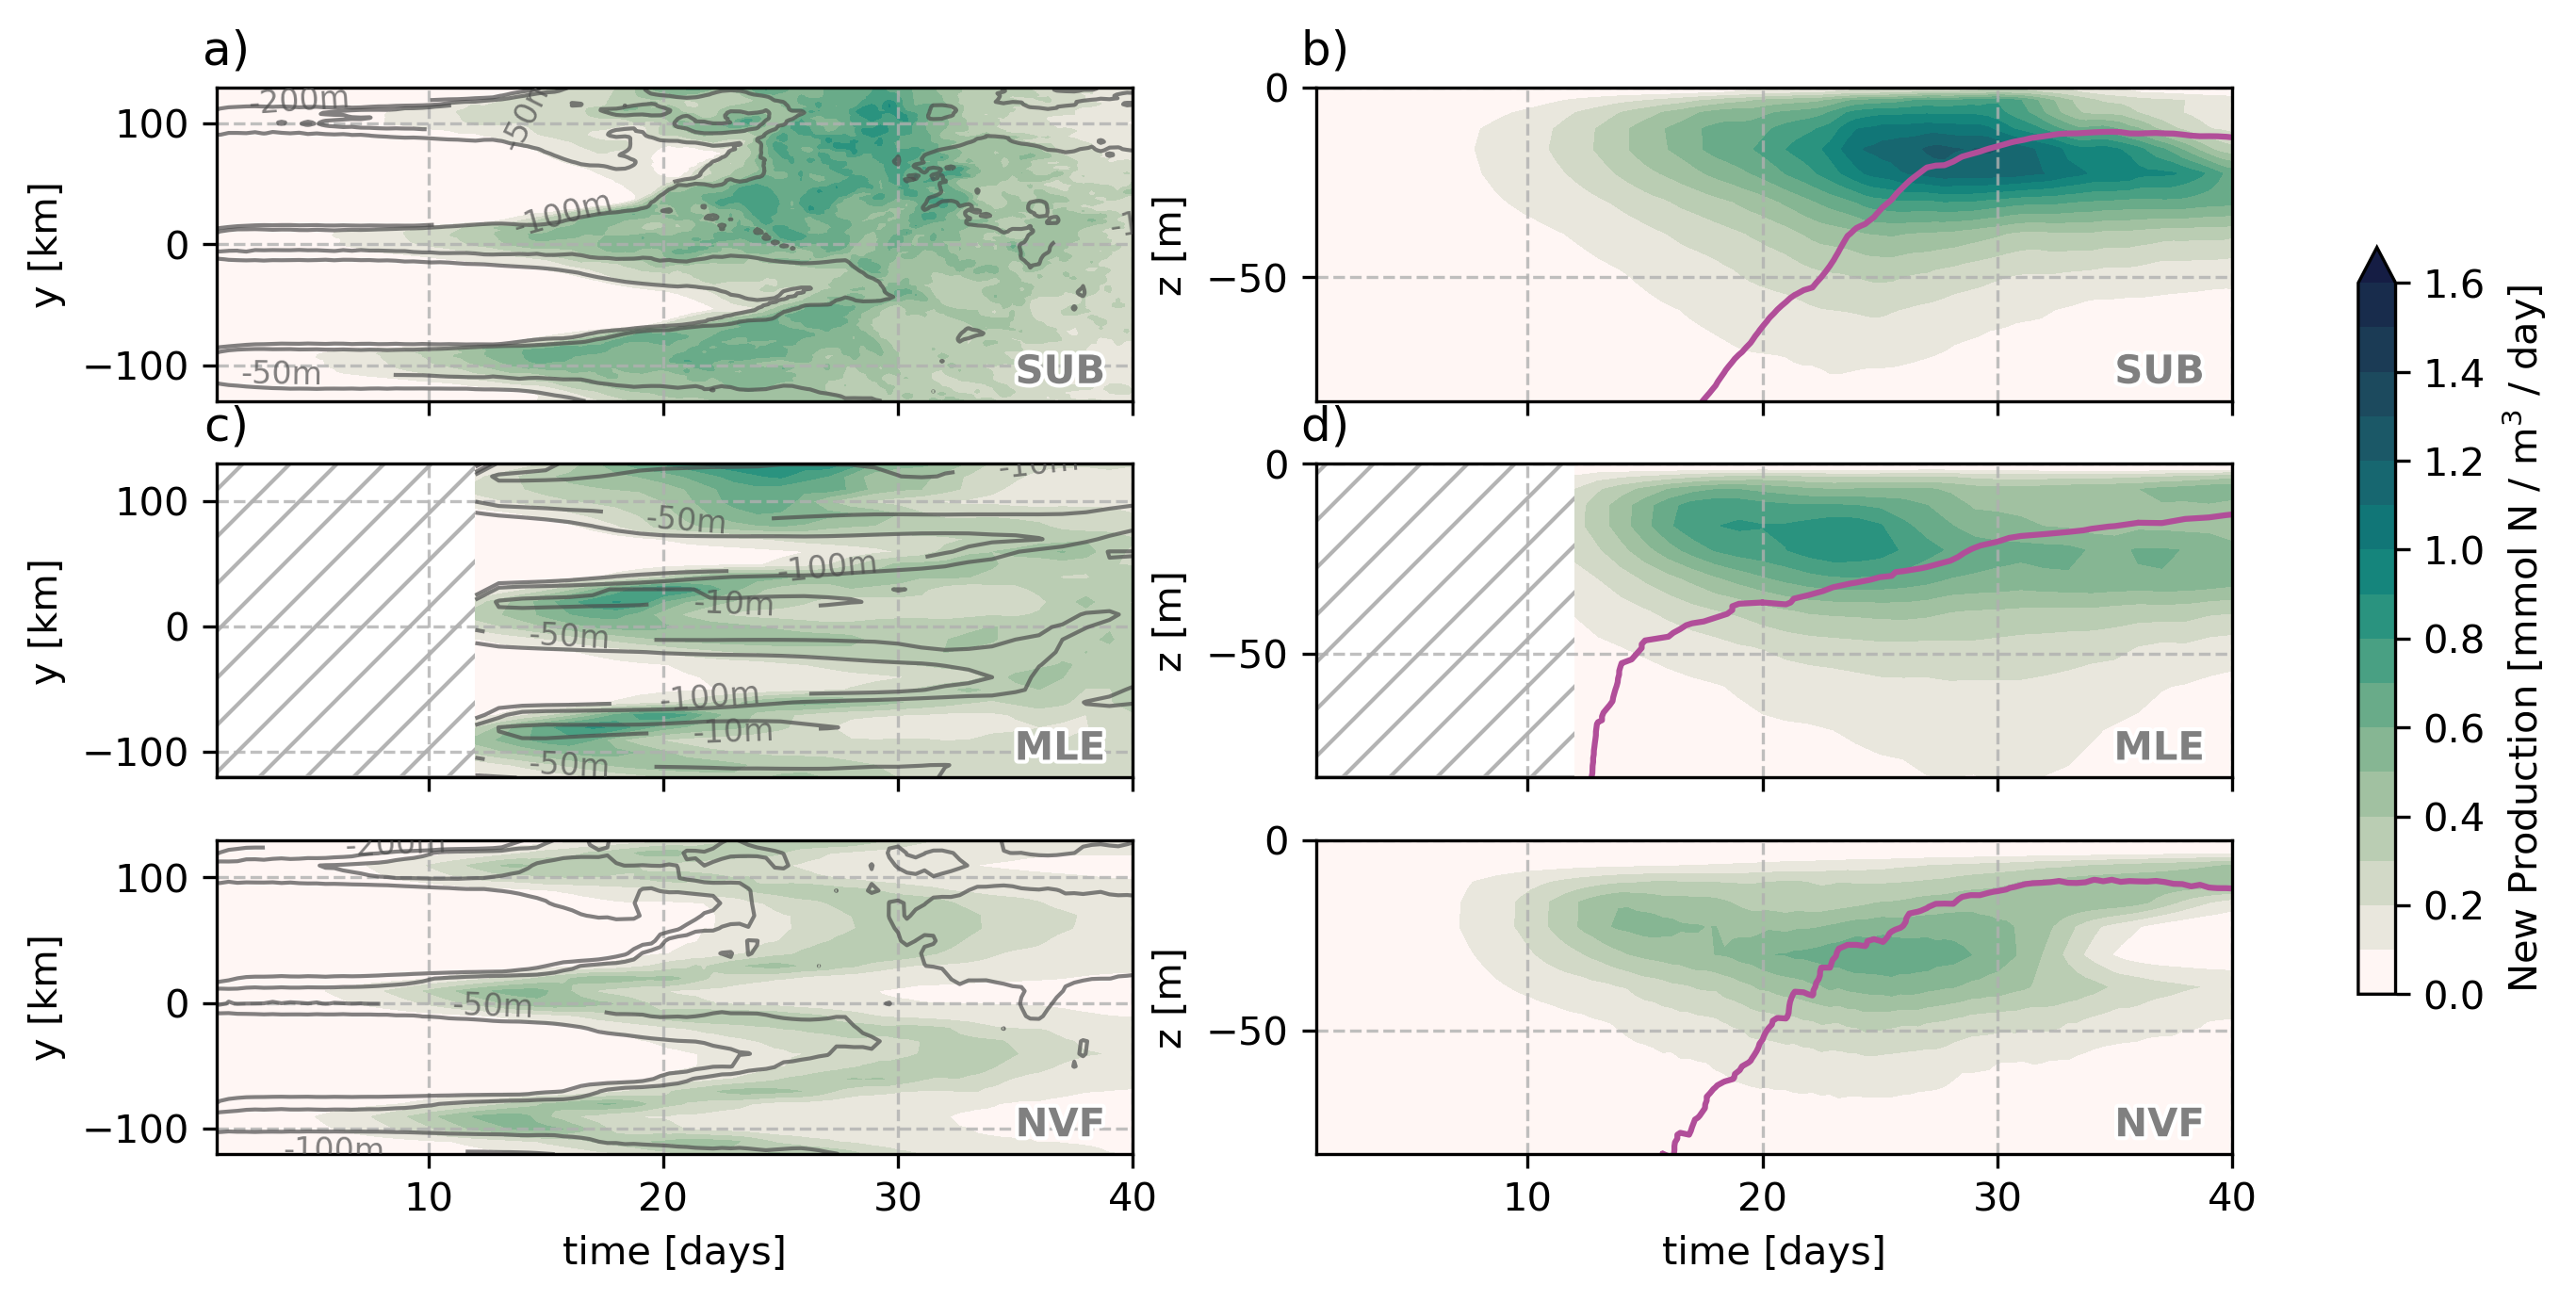 a)
-200m
-50m
-100m
-50m
-1
SUB
100
0
−100
y [km]
b)
0
−50
z [m]
SUB
c)
-10m
-50m
-100m
-10m
-50m
-100m
-10m
-50m
MLE
100
0
−100
y [km]
d)
0
−50
z [m]
MLE
-200m
-50m
-100m
NVF
100
0
−100
y [km]
10
20
30
40
time [days]
0
−50
z [m]
NVF
10
20
30
40
time [days]
1.6
1.4
1.2
1.0
0.8
0.6
0.4
0.2
0.0
New Production [mmol N / m³ / day]